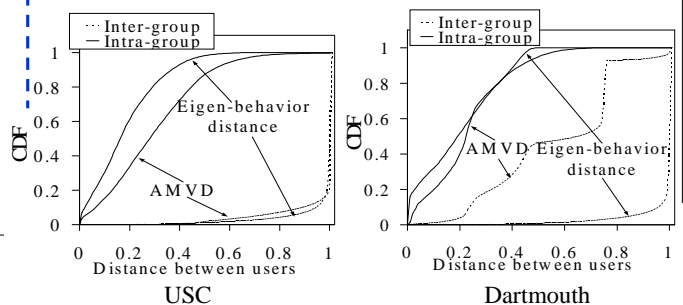 Inter-group
Intra-group
1
0.8
0.6
0.4
0.2
0
CDF
Eigen-behavior
distance
AMVD
0
0.2
0.4
0.6
0.8
1
Distance between users
USC
Inter-group
Intra-group
1
0.8
0.6
0.4
0.2
0
CDF
AMVD
Eigen-behavior
distance
0
0.2
0.4
0.6
0.8
1
Distance between users
Dartmouth